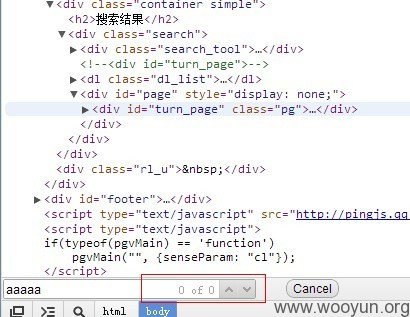 ▼<div class="container simple">
<h2>搜索结果</h2>
▼<div class="search">
▶<div class="search_tool">…</div>
<!--<div id="turn_page">-->
▶<dl class="dl_list">…</dl>
▼<div id="page" style="display: none;">
▶<div id="turn_page" class="pg">…</div>
</div>
</div>
</div>
<div class="rl_u">&nbsp;</div>
</div>
▶<div id="footer">…</div>
<script type="text/javascript" src="http://pingjs.qq
<script type="text/javascript">
if(typeof(pgvMain) == 'function')
pgvMain("", {senseParam: "cl"});
</script>
aaaaa 0 of 0 Cancel
html body
www.wooyun.org